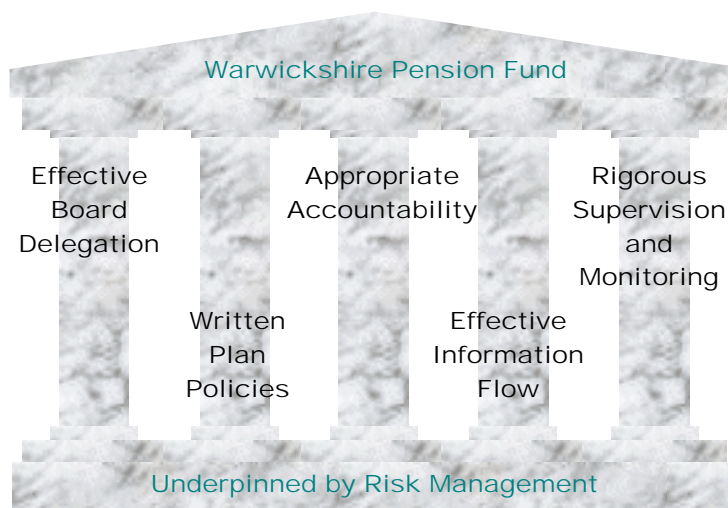 Warwickshire Pension Fund
Effective
Board
Delegation
Written
Plan
Policies
Appropriate
Accountability
Effective
Information
Flow
Rigorous
Supervision
and
Monitoring
Underpinned by Risk Management